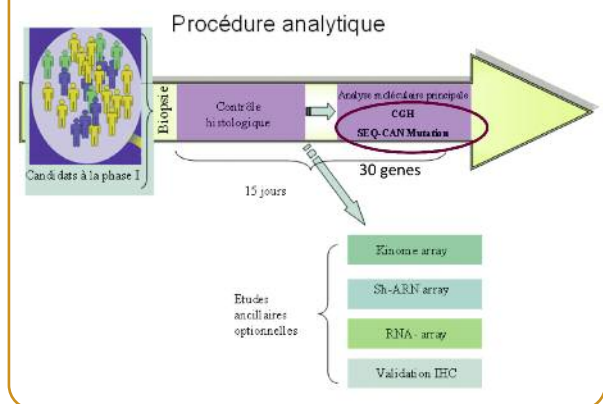 Procédure analytique
Candidats à la phase I
Biopsie
Contrôle
histologique
Analyse moléculaire principale
CGH
SEQ-CAN Mutation
30 genes
15 jours
Etudes
ancillaires
optionnelles
Kinome array
Sh-ARN array
RNA- array
Validation IHC